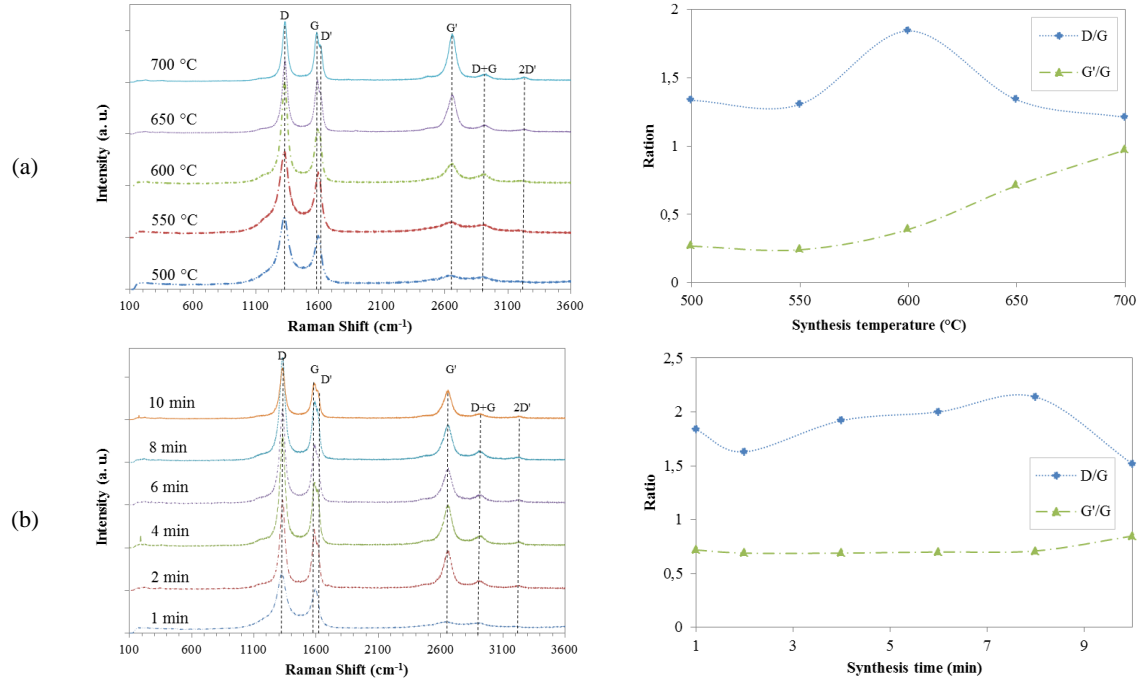 (a)
Intensity (a. u.)
D
G
D'
G'
D+G
2D'
700 °C
650 °C
600 °C
550 °C
500 °C
100 600 1100 1600 2100 2600 3100 3600
Raman Shift (cm-1)
2
1,5
1
0,5
0
Ration
D/G
G'/G
500 550 600 650 700
Synthesis temperature (°C)
(b)
Intensity (a. u.)
D
G
D'
G'
D+G
2D'
10 min
8 min
6 min
4 min
2 min
1 min
100 600 1100 1600 2100 2600 3100 3600
Raman Shift (cm-1)
2,5
2
1,5
1
0,5
0
Ratio
D/G
G'/G
1 3 5 7 9
Synthesis time (min)